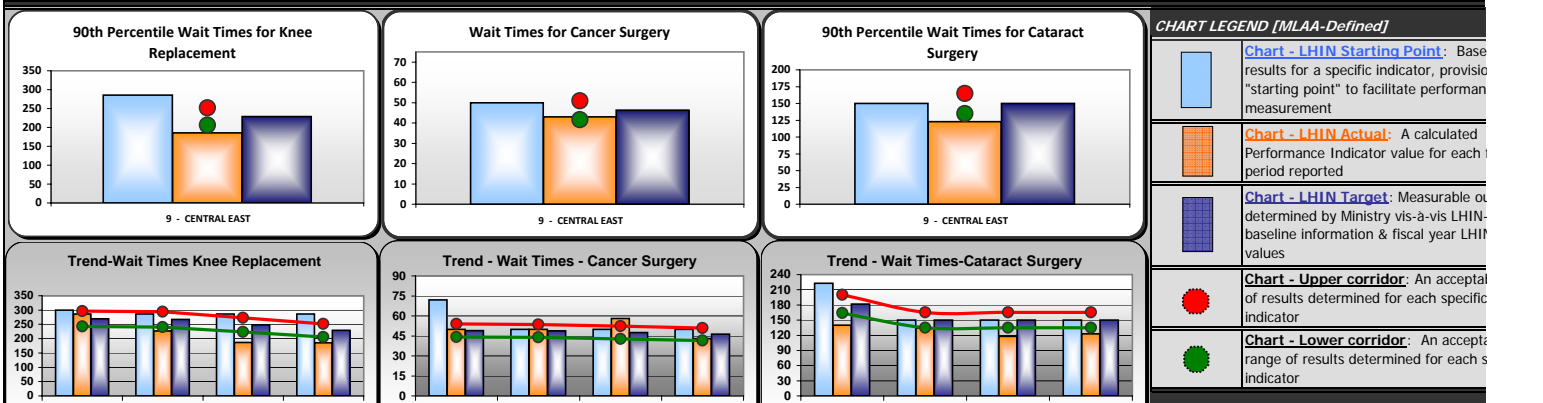 90th Percentile Wait Times for Knee
Replacement
350
300
250
200
150
100
50
0
9 - CENTRAL EAST
Wait Times for Cancer Surgery
70
60
50
40
30
20
10
0
9 - CENTRAL EAST
90th Percentile Wait Times for Cataract
Surgery
200
175
150
125
100
75
50
25
0
9 - CENTRAL EAST
Trend-Wait Times Knee Replacement
350
300
250
200
150
100
50
0
Trend - Wait Times - Cancer Surgery
90
75
60
45
30
15
0
Trend - Wait Times-Cataract Surgery
240
210
180
150
120
90
60
30
0
CHART LEGEND [MLAA-Defined]
Chart - LHIN Starting Point: Base
results for a specific indicator, provisio
"starting point" to facilitate performan
measurement
Chart - LHIN Actual: A calculated
Performance Indicator value for each
period reported
Chart - LHIN Target: Measurable ou
determined by Ministry vis-à-vis LHIN-
baseline information & fiscal year LHIN
values
Chart - Upper corridor: An acceptab
of results determined for each specific
indicator
Chart - Lower corridor: An accepta
range of results determined for each s
indicator